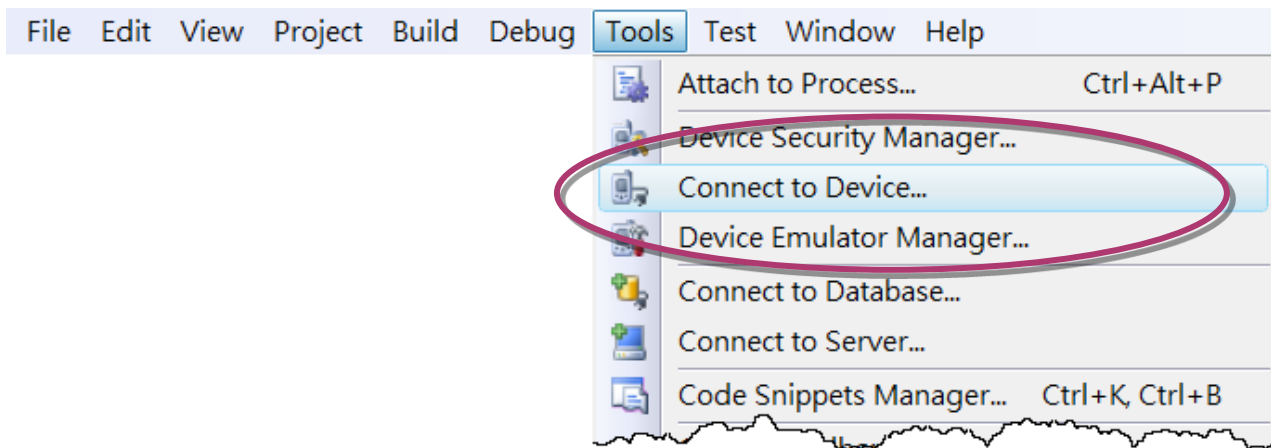 File Edit View Project Build Debug Tools Test Window Help
Attach to Process... Ctrl+Alt+P
Device Security Manager...
Connect to Device...
Device Emulator Manager...
Connect to Database...
Connect to Server...
Code Snippets Manager... Ctrl+K, Ctrl+B